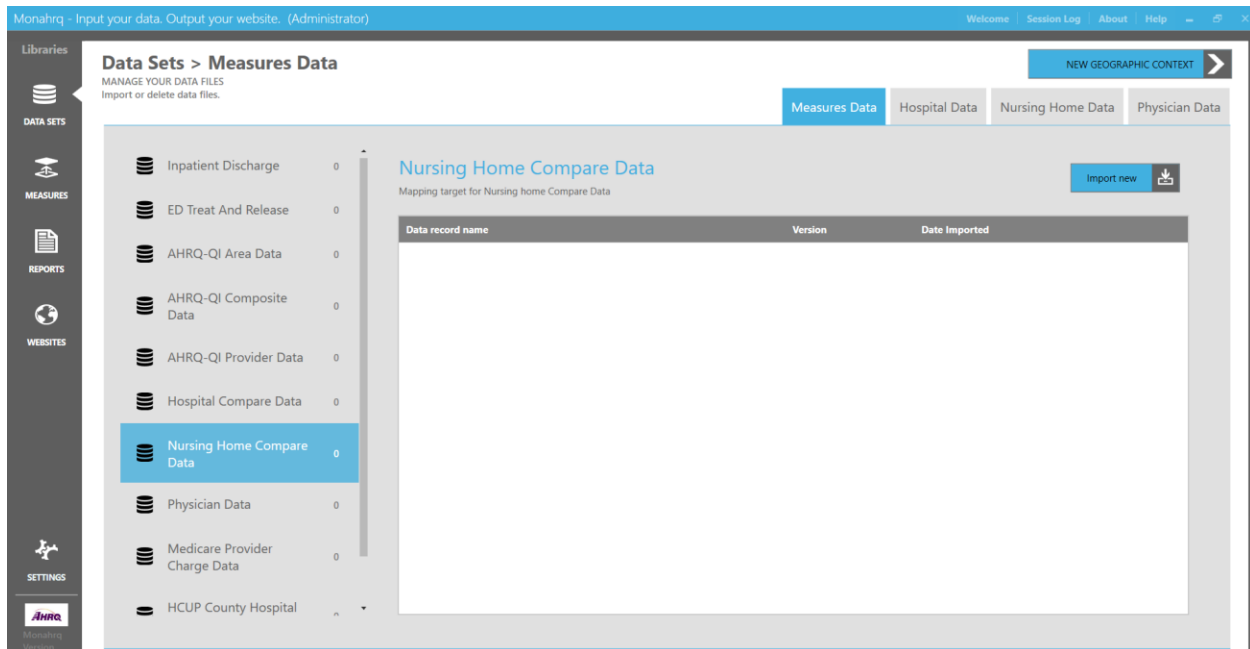 Monahrq - Input your data. Output your website. (Administrator)
Welcome Session Log About Help
Libraries
DATA SETS
MEASURES
REPORTS
WEBSITES
SETTINGS
AHRQ
Monahrq
Version
Data Sets > Measures Data
MANAGE YOUR DATA FILES
Import or delete data files.
NEW GEOGRAPHIC CONTEXT
Measures Data Hospital Data Nursing Home Data Physician Data
Inpatient Discharge 0
ED Treat And Release 0
AHRQ-QI Area Data 0
AHRQ-QI Composite
Data 0
AHRQ-QI Provider Data 0
Hospital Compare Data 0
Nursing Home Compare
Data 0
Physician Data 0
Medicare Provider
Charge Data 0
HCUP County Hospital
Nursing Home Compare Data
Mapping target for Nursing home Compare Data
Import new
Data record name Version Date Imported